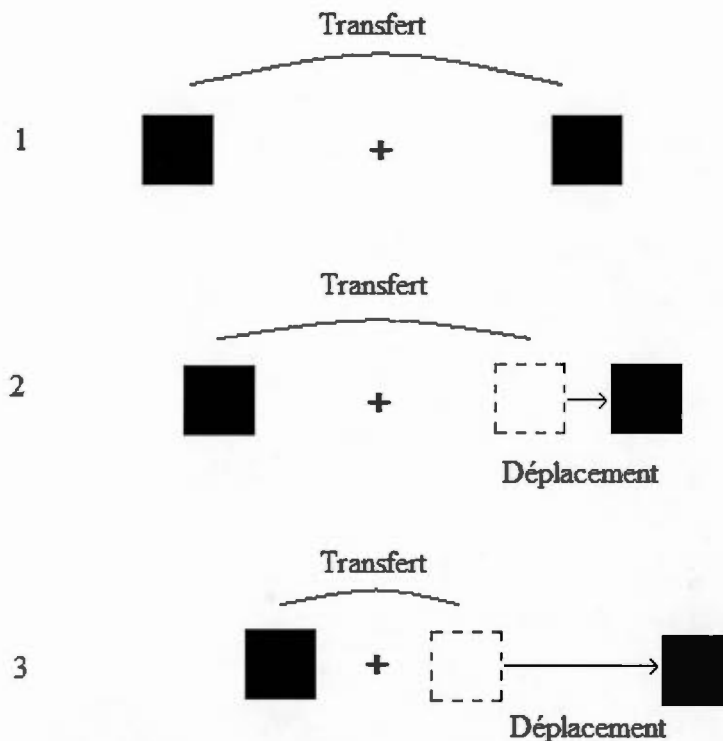 Transfert
1
+
Transfert
2
+
Déplacement
Transfert
3
+
Déplacement